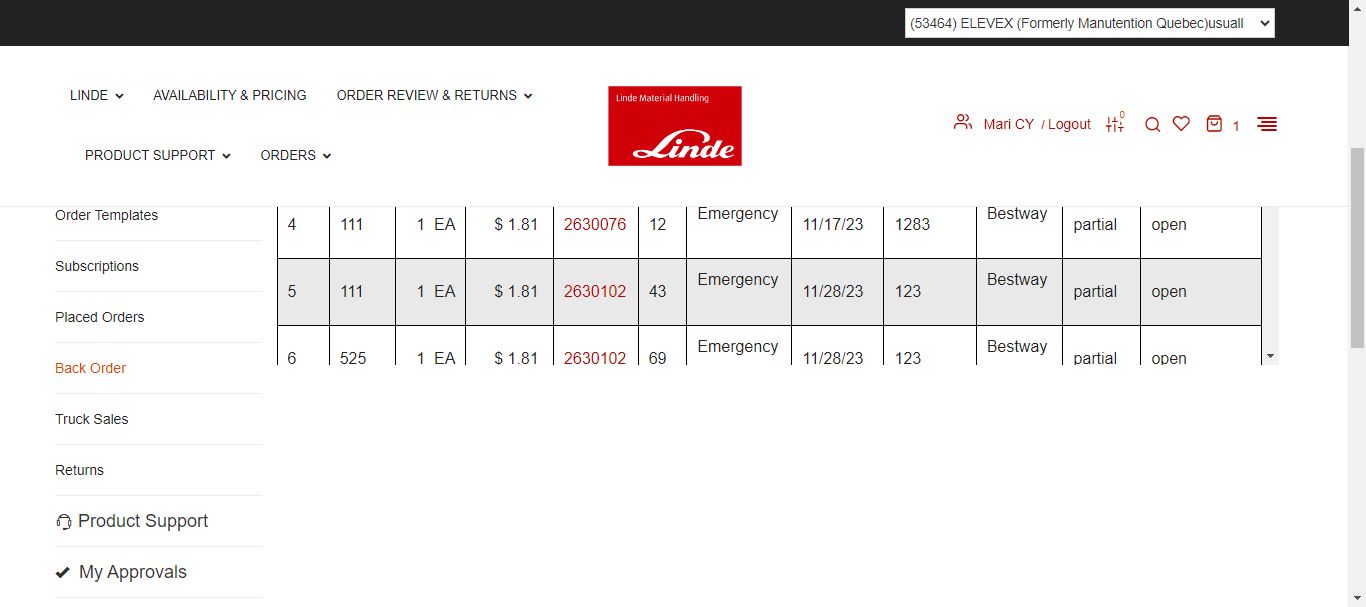 (53464) ELEVEX (Formerly Manutention Quebec)usuall
LINDE AVAILABILITY & PRICING ORDER REVIEW & RETURNS
PRODUCT SUPPORT ORDERS
Linde Material Handling
Linde
Mari CY / Logout 0 1
Order Templates
Subscriptions
Placed Orders
Back Order
Truck Sales
Returns
Product Support
My Approvals
4 111 1 EA $ 1.81 2630076 12 Emergency 11/17/23 1283 Bestway partial open
5 111 1 EA $ 1.81 2630102 43 Emergency 11/28/23 123 Bestway partial open
6 525 1 EA $ 1.81 2630102 69 Emergency 11/28/23 123 Bestway partial open